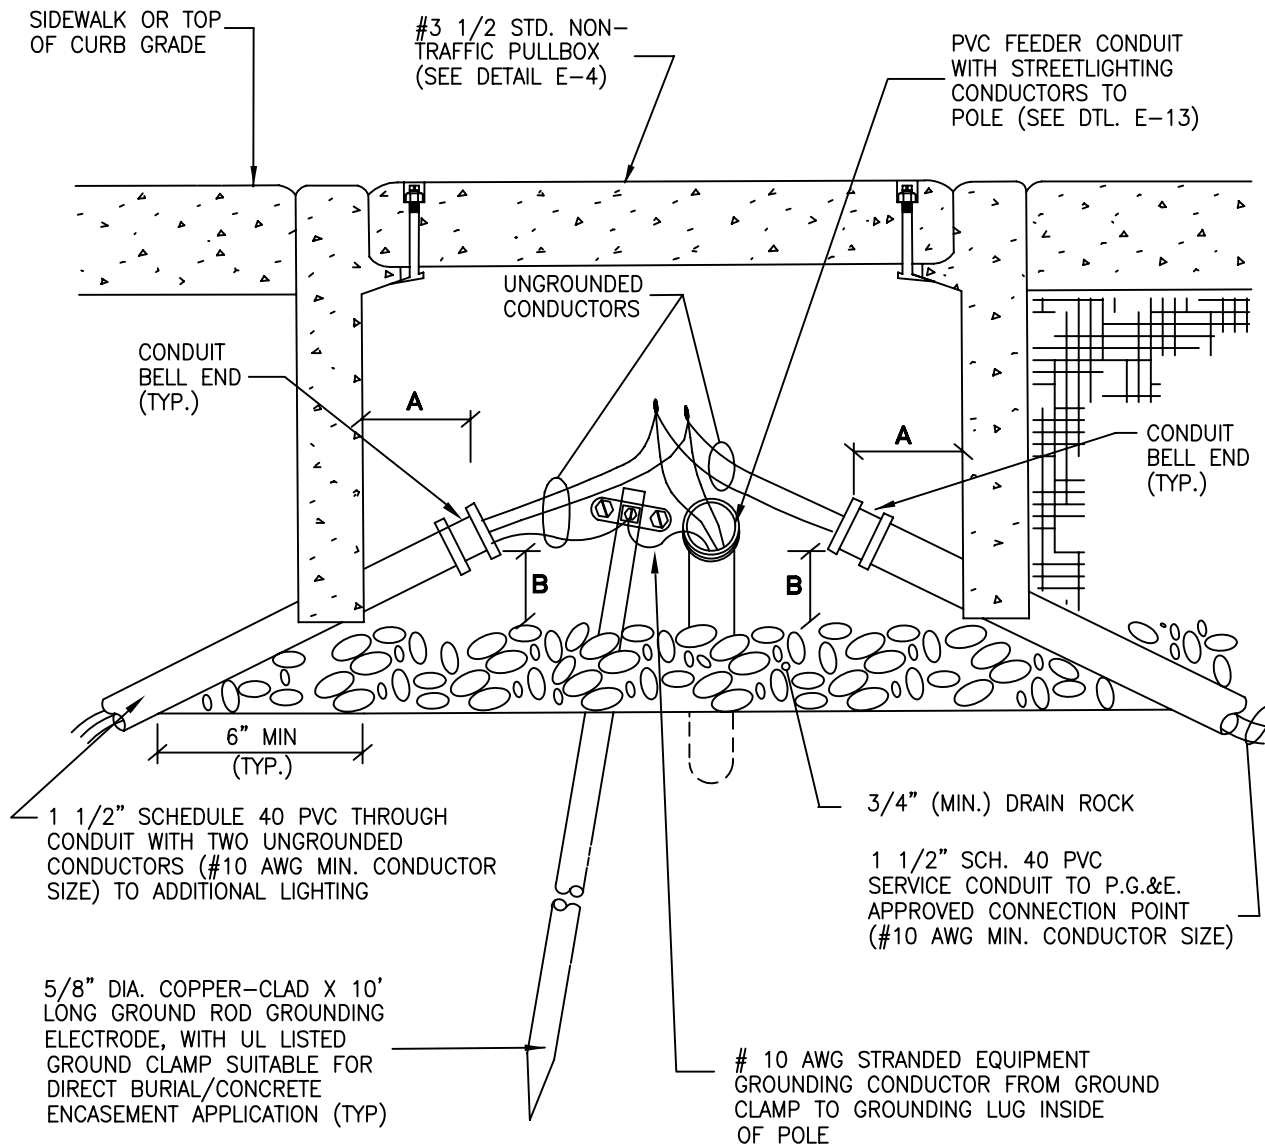 SIDEWALK OR TOP
OF CURB GRADE
#3 1/2 STD. NON-
TRAFFIC PULLBOX
(SEE DETAIL E-4)
PVC FEEDER CONDUIT
WITH STREETLIGHTING
CONDUCTORS TO
POLE (SEE DTL. E-13)
UNGROUNDED
CONDUCTORS
CONDUIT
BELL END
(TYP.)
A
A
CONDUIT
BELL END
(TYP.)
B
B
6" MIN
(TYP.)
1 1/2" SCHEDULE 40 PVC THROUGH
CONDUIT WITH TWO UNGROUNDED
CONDUCTORS (#10 AWG MIN. CONDUCTOR
SIZE) TO ADDITIONAL LIGHTING
3/4" (MIN.) DRAIN ROCK
1 1/2" SCH. 40 PVC
SERVICE CONDUIT TO P.G.&E.
APPROVED CONNECTION POINT
(#10 AWG MIN. CONDUCTOR SIZE)
5/8" DIA. COPPER-CLAD X 10'
LONG GROUND ROD GROUNDING
ELECTRODE, WITH UL LISTED
GROUND CLAMP SUITABLE FOR
DIRECT BURIAL/CONCRETE
ENCASEMENT APPLICATION (TYP)
# 10 AWG STRANDED EQUIPMENT
GROUNDING CONDUCTOR FROM GROUND
CLAMP TO GROUNDING LUG INSIDE
OF POLE